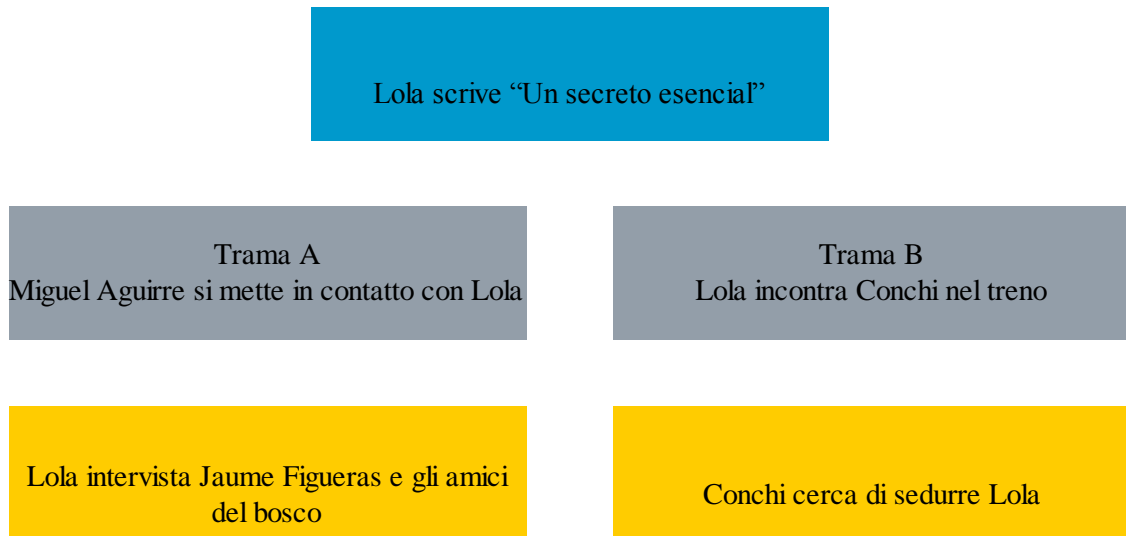 Lola scrive “Un secreto esencial”
Trama A
Miguel Aguirre si mette in contatto con Lola
Trama B
Lola incontra Conchi nel treno
Lola intervista Jaume Figueras e gli amici
del bosco
Conchi cerca di sedurre Lola